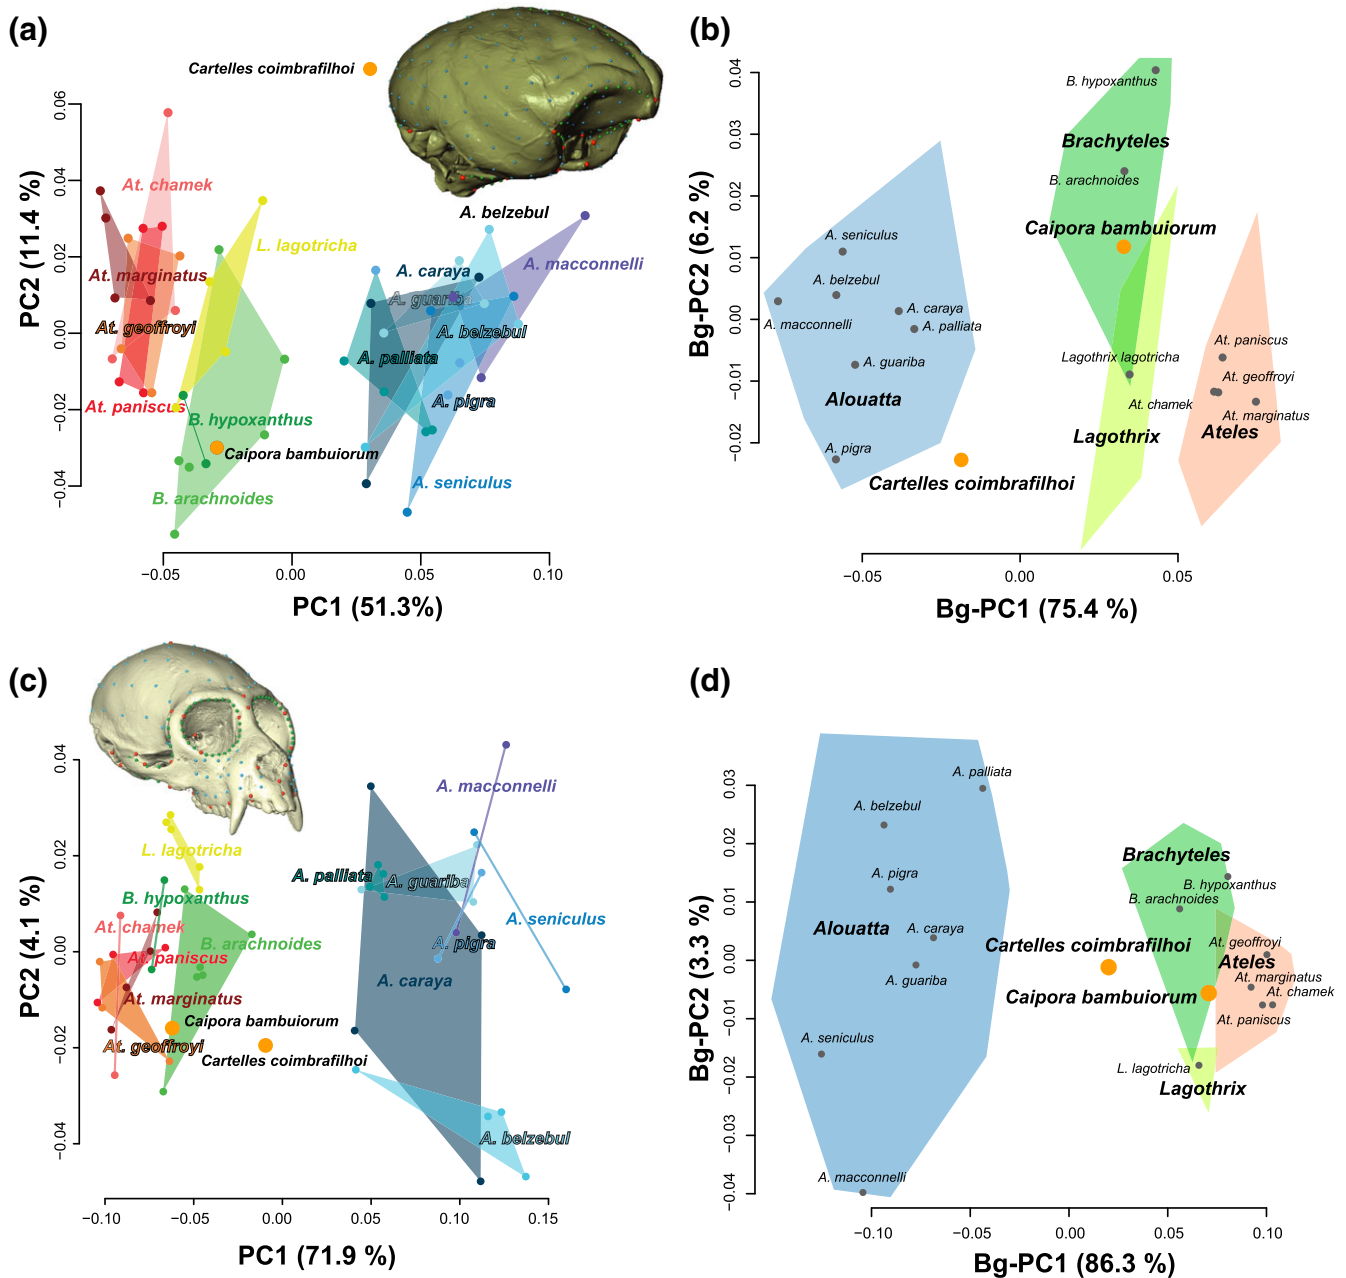 (a)
Cartelles coimbrafilhoi
At. chamek
L. lagotricha
At. marginatus
At. geoffroyi
At. paniscus
B. hypoxanthus
Caipora bambuiorum
B. arachnoides
A. belzebul
A. caraya
A. macconnelli
A. guariba
A. belzebul
A. palliata
A. pigra
A. seniculus
PC2 (11.4 %)
0.06
0.04
0.02
0.00
−0.02
−0.04
−0.05
0.00
0.05
0.10
PC1 (51.3%)
(b)
B. hypoxanthus
Brachyteles
B. arachnoides
Caipora bambuiorum
A. seniculus
A. belzebul
A. macconnelli
A. caraya
A. palliata
A. guariba
Alouatta
A. pigra
Cartelles coimbrafilhoi
Lagothrix lagotricha
Lagothrix
At. paniscus
At. geoffroyi
At. chamek
At. marginatus
Ateles
Bg-PC2 (6.2 %)
0.04
0.03
0.02
0.01
0.00
−0.01
−0.02
−0.05
0.00
0.05
Bg-PC1 (75.4 %)
(c)
L. lagotricha
B. hypoxanthus
At. chamek
B. arachnoides
At. paniscus
At. marginatus
Caipora bambuiorum
At. geoffroyi
Cartelles coimbrafilhoi
A. macconnelli
A. palliata
A. guariba
A. seniculus
A. pigra
A. caraya
A. belzebul
PC2 (4.1 %)
0.04
0.02
0.00
−0.02
−0.04
−0.10
−0.05
0.00
0.05
0.10
0.15
PC1 (71.9 %)
(d)
A. palliata
A. belzebul
A. pigra
Alouatta
A. caraya
A. guariba
A. seniculus
A. macconnelli
Brachyteles
B. hypoxanthus
B. arachnoides
Cartelles coimbrafilhoi
Caipora bambuiorum
At. geoffroyi
Ateles
At. marginatus
At. chamek
At. paniscus
L. lagotricha
Lagothrix
Bg-PC2 (3.3 %)
0.03
0.02
0.01
0.00
−0.01
−0.02
−0.03
−0.04
−0.10
−0.05
0.00
0.05
0.10
Bg-PC1 (86.3 %)